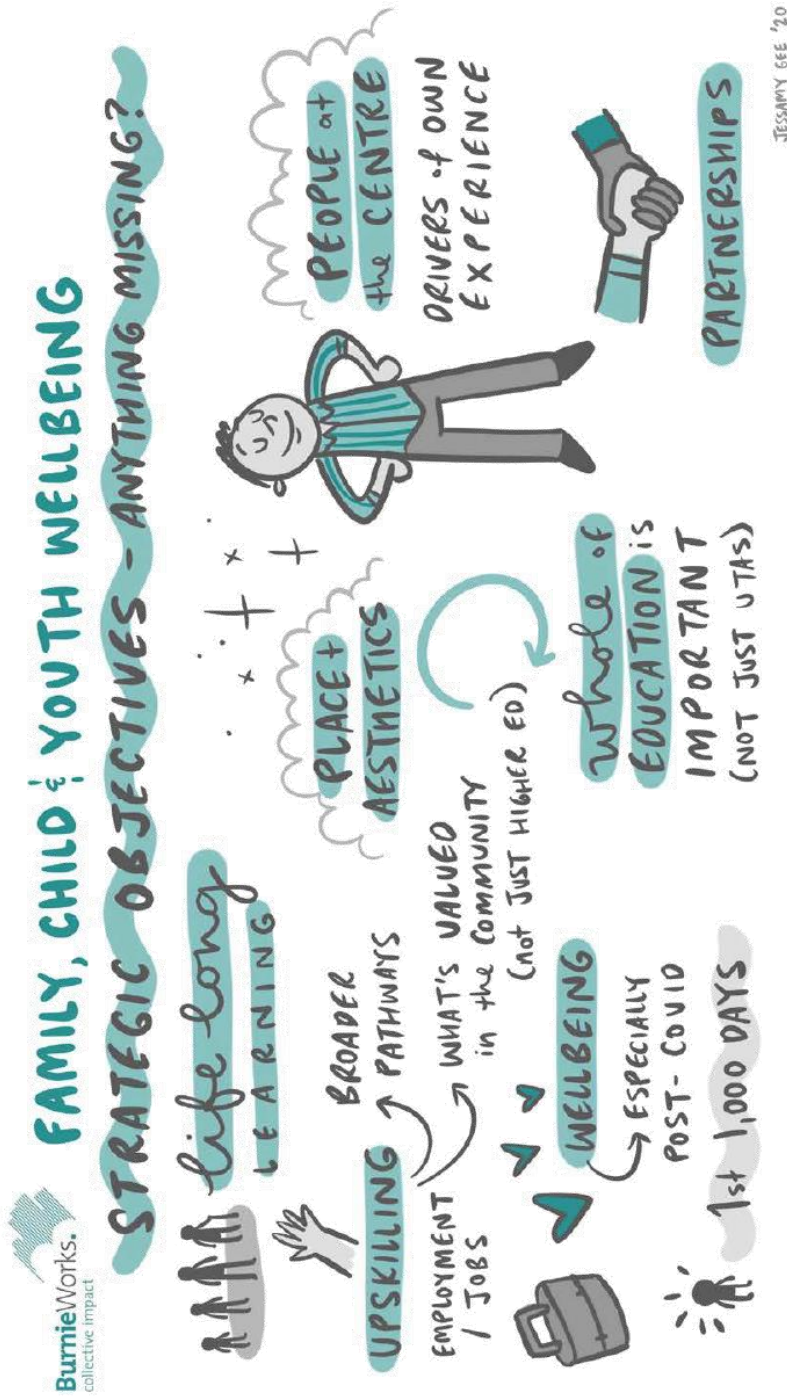 BurnieWorks.
collective impact
FAMILY, CHILD & YOUTH WELLBEING
STRATEGIC OBJECTIVES - ANYTHING MISSING?
life long
LEARNING
UPSKILLING
BROADER
PATHWAYS
EMPLOYMENT
/ JOBS
WHAT'S VALUED
in the COMMUNITY
(not JUST HIGHER ED)
WELLBEING
ESPECIALLY
POST-COVID
1st 1,000 DAYS
PLACE +
AESTHETICS
Whole OF
EDUCATION is
IMPORTANT
(NOT JUST UTAS)
PEOPLE at
the CENTRE
DRIVERS of OWN
EXPERIENCE
PARTNERSHIPS
JESSAMY GEE '20